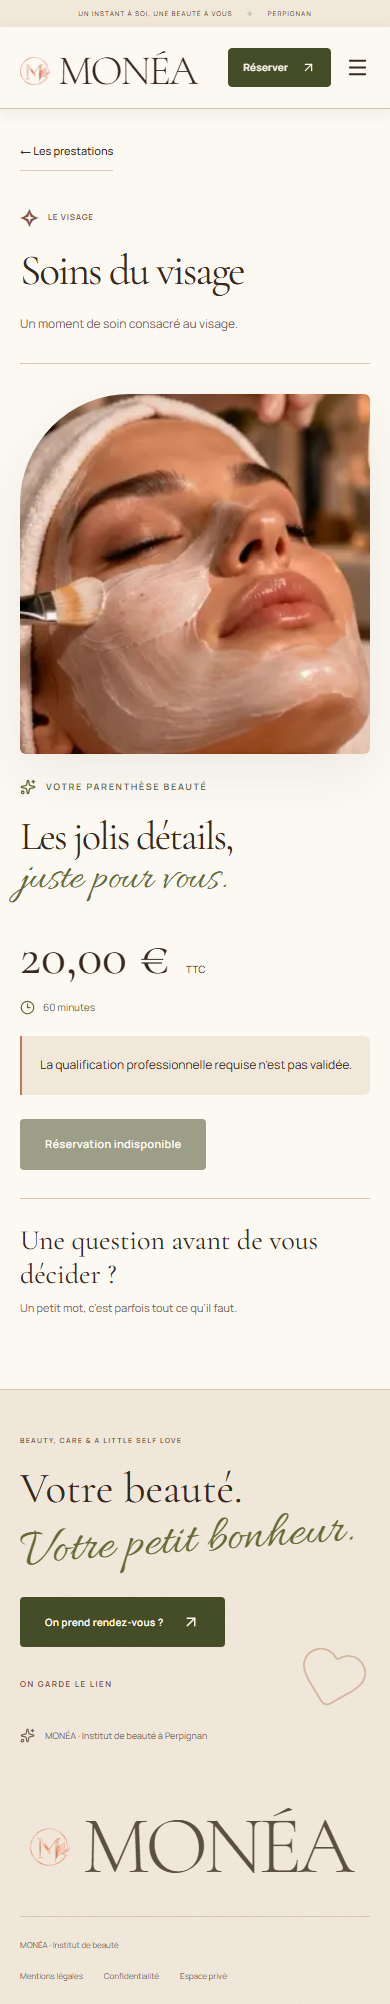 UN INSTANT À SOI, UNE BEAUTÉ À VOUS PERPIGNAN
MONÉA
Réserver
← Les prestations
LE VISAGE
Soins du visage
Un moment de soin consacré au visage.
VOTRE PARENTHÈSE BEAUTÉ
Les jolis détails,
juste pour vous.
20,00 € TTC
60 minutes
La qualification professionnelle requise n'est pas validée.
Réservation indisponible
Une question avant de vous
décider ?
Un petit mot, c'est parfois tout ce qu'il faut.
BEAUTY, CARE & A LITTLE SELF LOVE
Votre beauté.
Votre petit bonheur.
On prend rendez-vous ?
ON GARDE LE LIEN
MONÉA · Institut de beauté à Perpignan
MONÉA
MONÉA · Institut de beauté
Mentions légales Confidentialité Espace privé